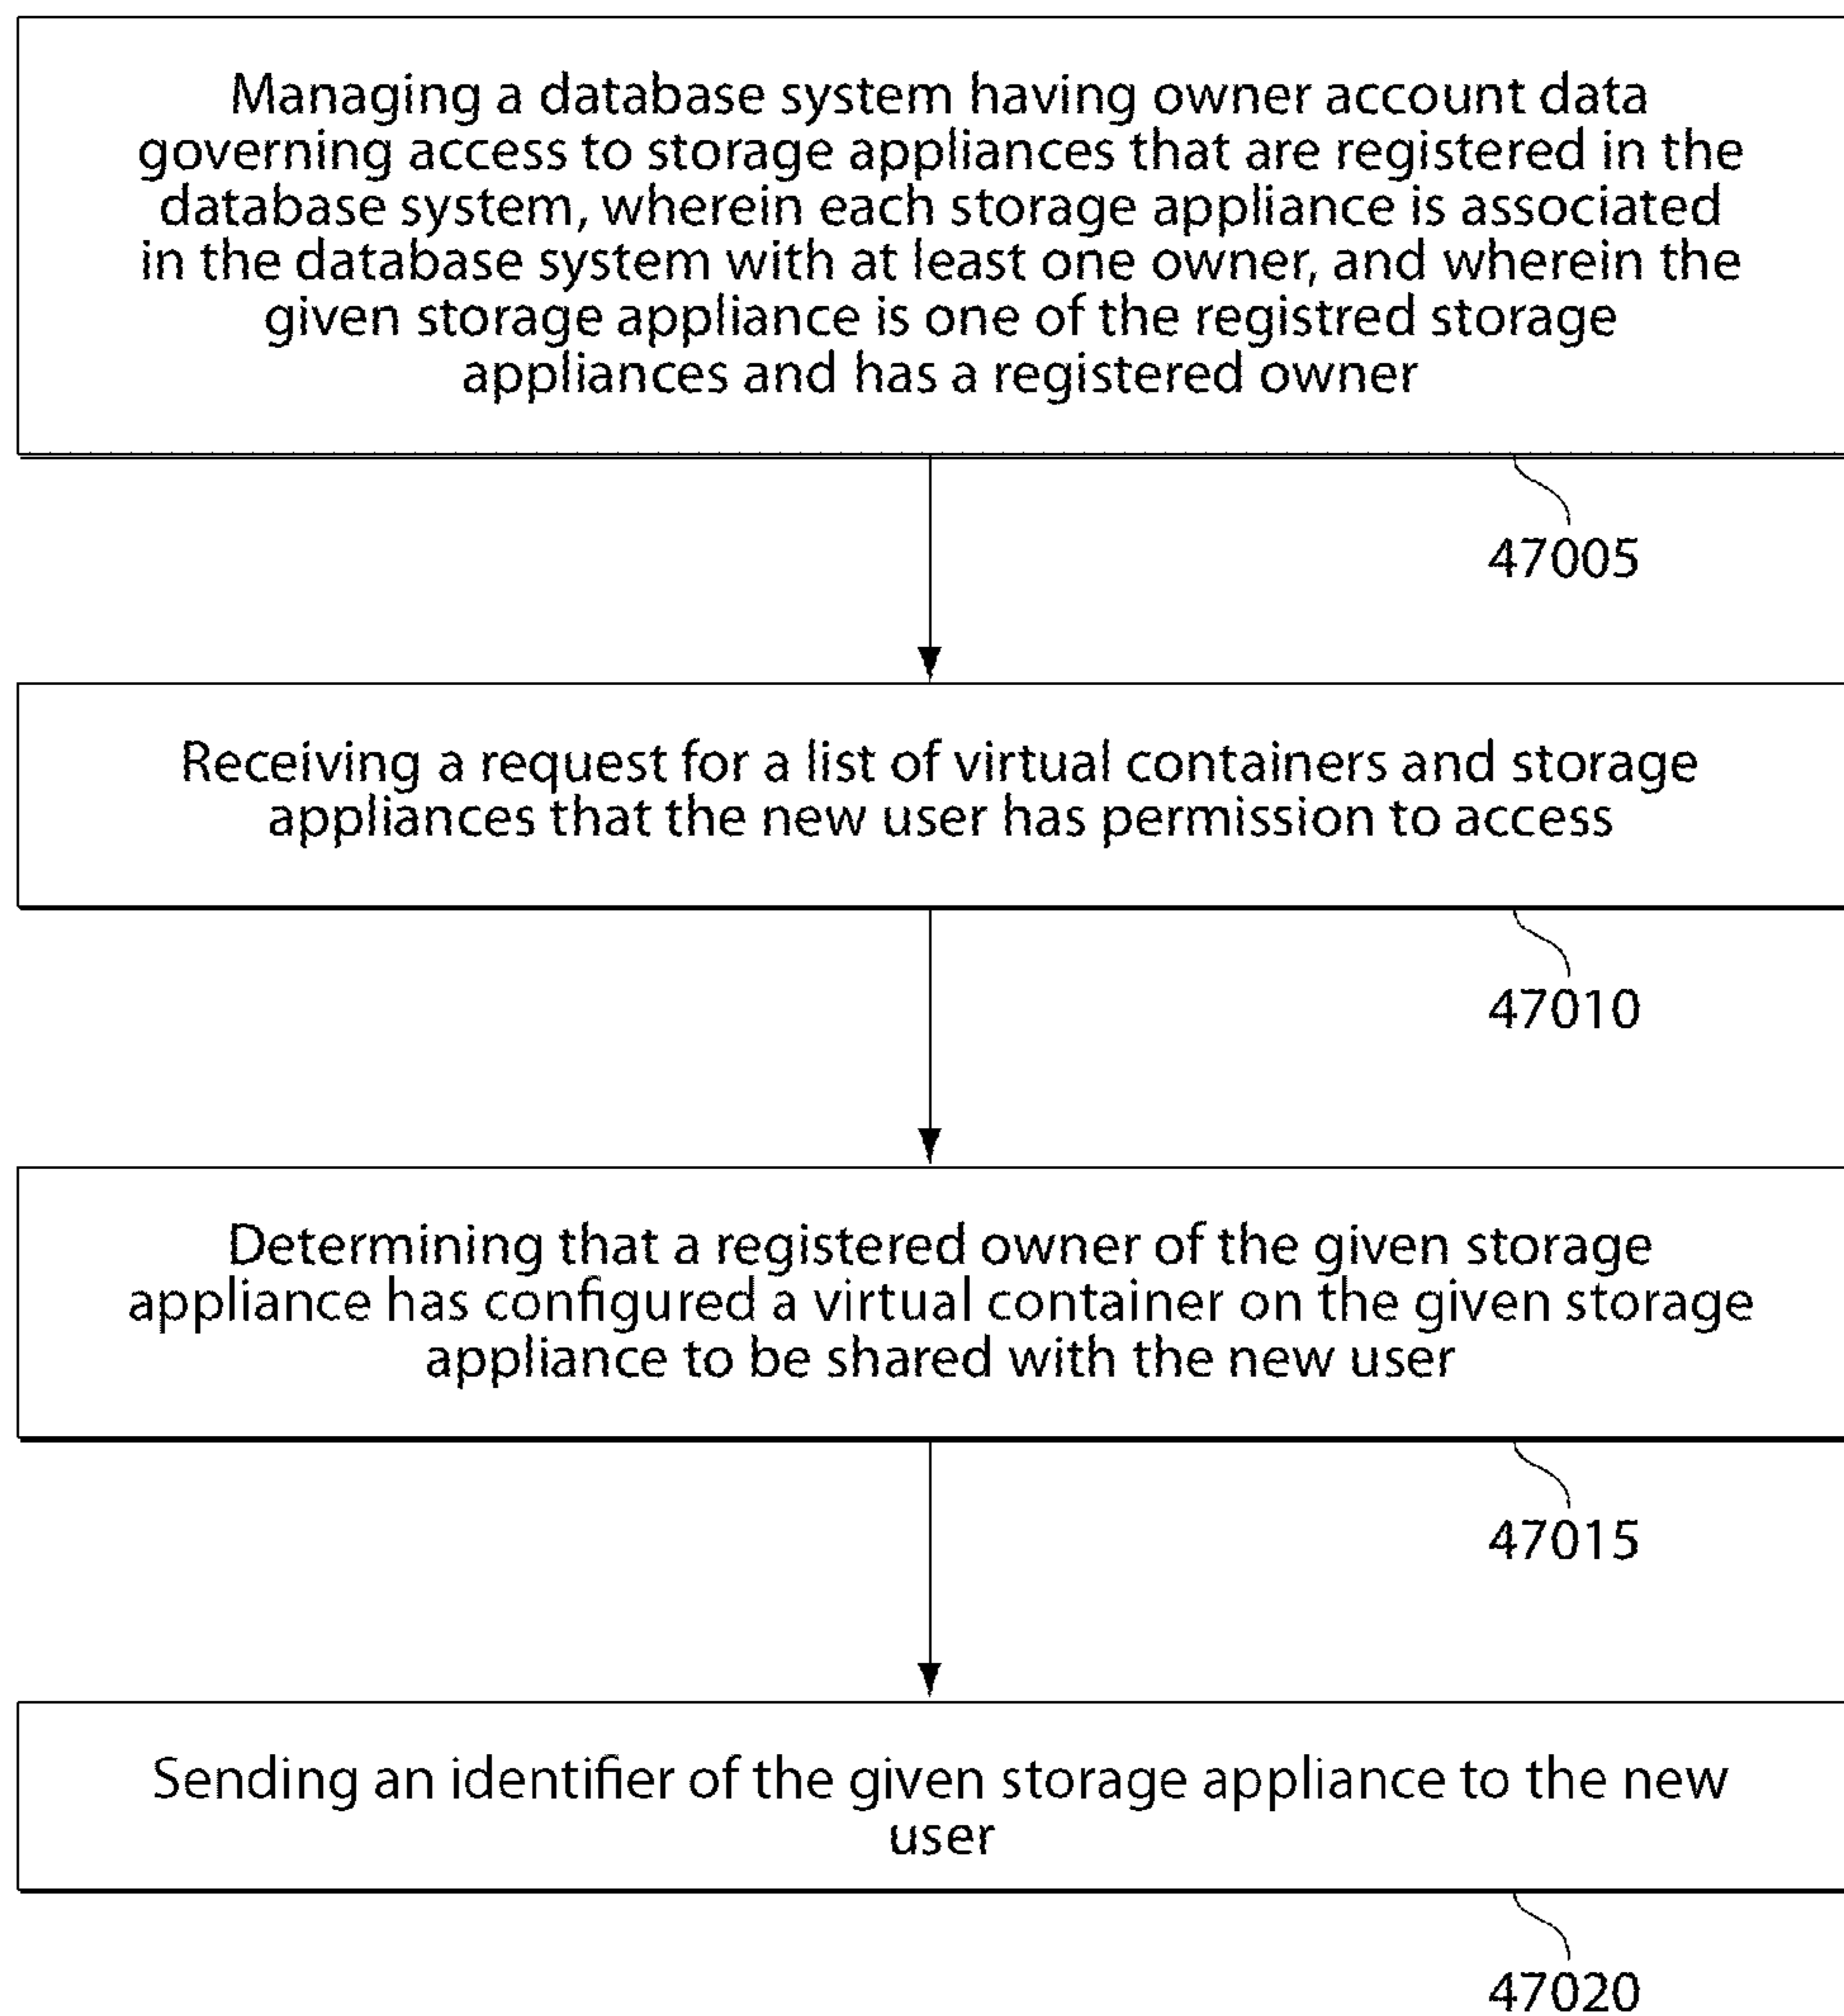 Managing a database system having owner account data
governing access to storage appliances that are registered in the
database system, wherein each storage appliance is associated
in the database system with at least one owner, and wherein the
given storage appliance is one of the registred storage
appliances and has a registered owner
47005
Receiving a request for a list of virtual containers and storage
appliances that the new user has permission to access
47010
Determining that a registered owner of the given storage
appliance has configured a virtual container on the given storage
appliance to be shared with the new user
47015
Sending an identifier of the given storage appliance to the new
user
47020